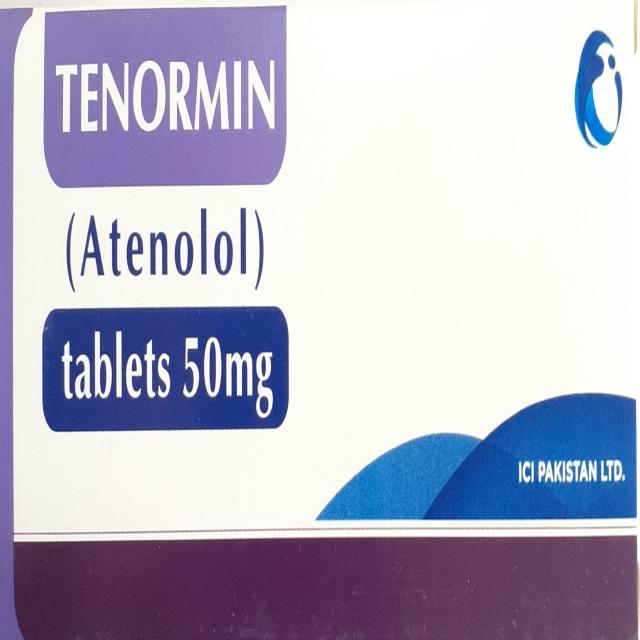 TENORMIN
(Atenolol)
tablets 50mg
ICI PAKISTAN LTD.